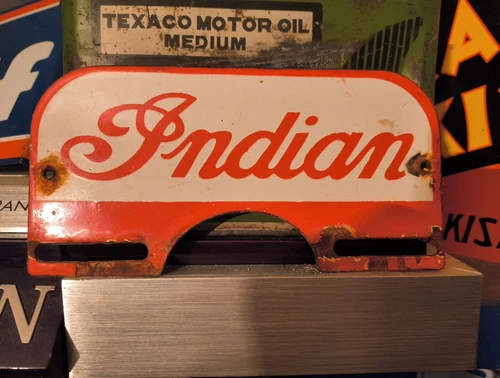 TEXACO MOTOR OIL
MEDIUM
Indian